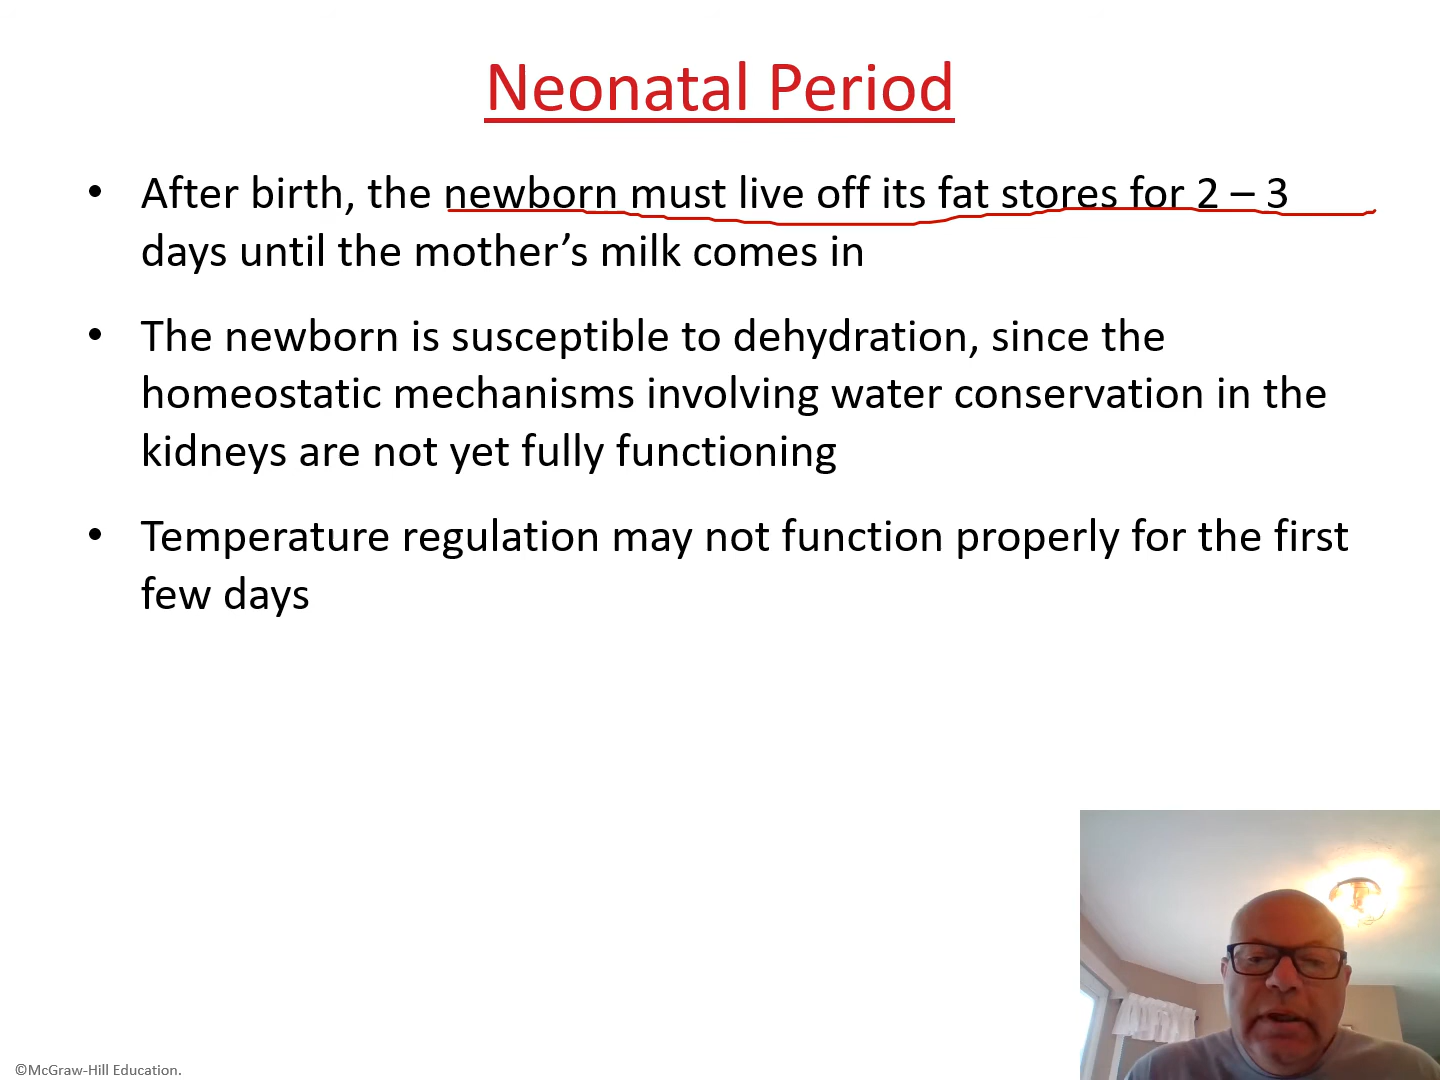 Neonatal Period
• After birth, the newborn must live off its fat stores for 2 – 3
days until the mother’s milk comes in
• The newborn is susceptible to dehydration, since the
homeostatic mechanisms involving water conservation in the
kidneys are not yet fully functioning
• Temperature regulation may not function properly for the first
few days
©McGraw-Hill Education.